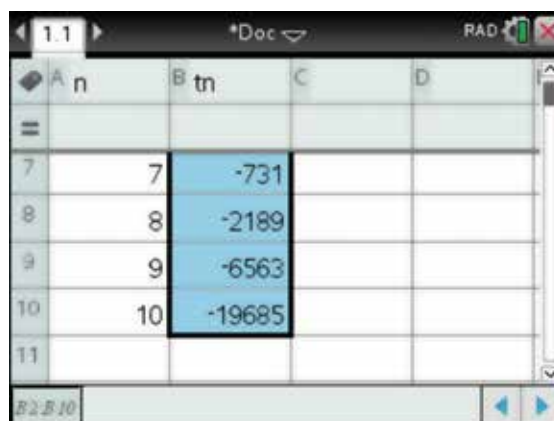 1.1 *Doc RAD
A n B tn C D
=
7 7 -731
8 8 -2189
9 9 -6563
10 10 -19685
11
B2:B10